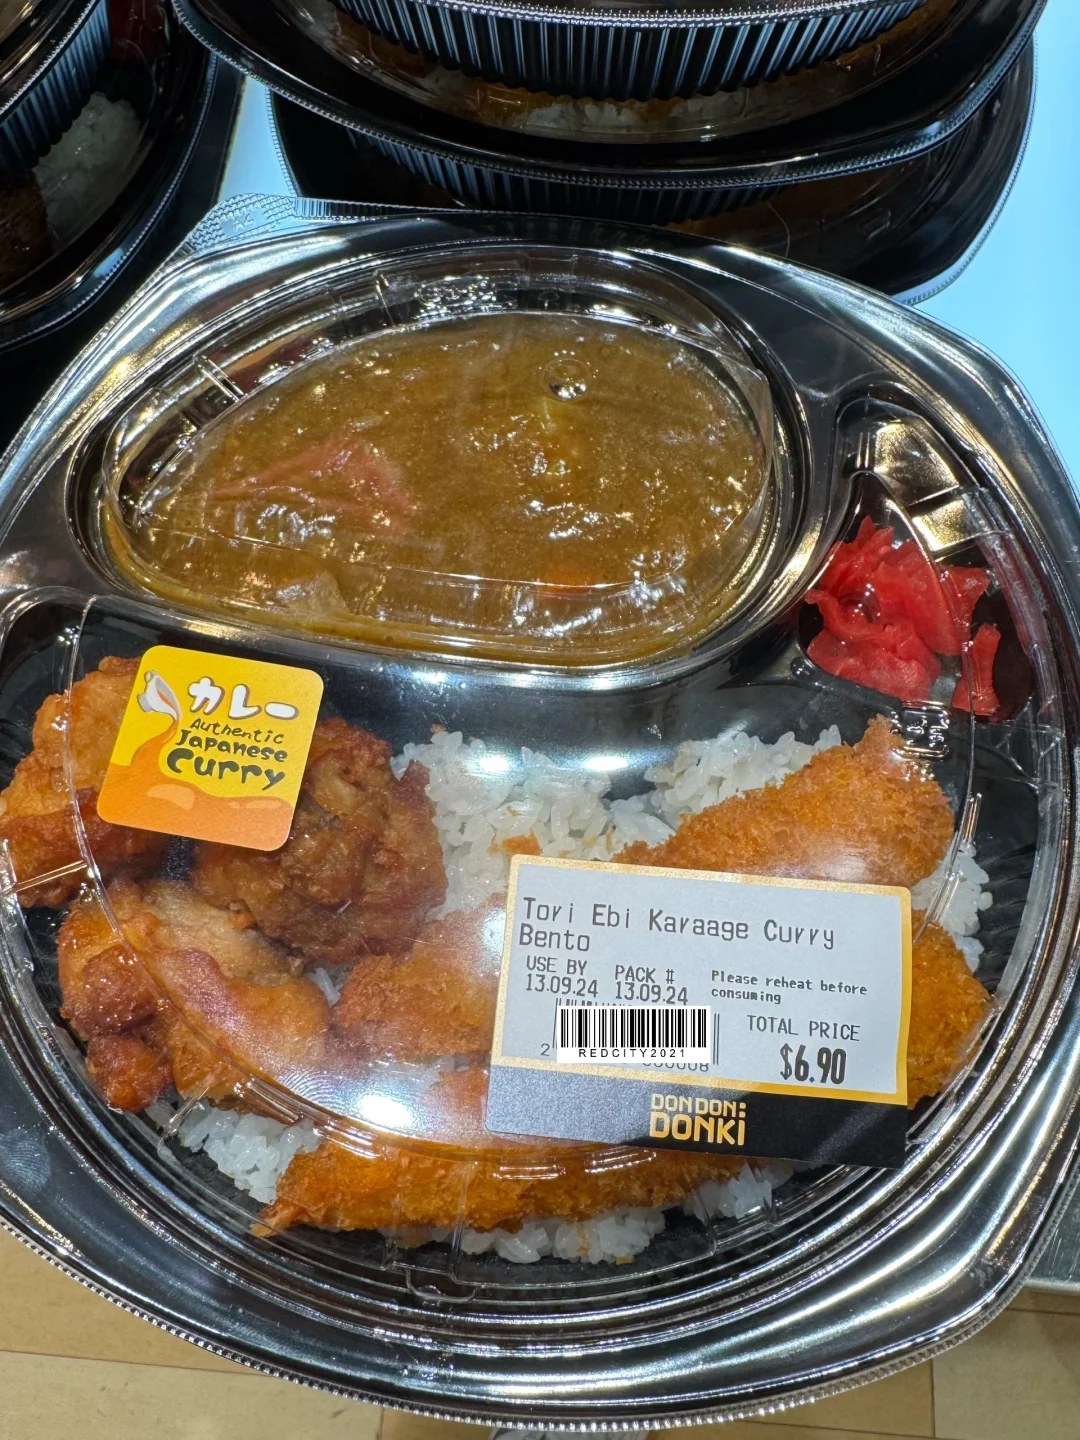 カレー
Authentic
Japanese
Curry
Tori Ebi Karaage Curry
Bento
USE BY PACK # Please reheat before
13.09.24 13.09.24 consuming
TOTAL PRICE
$6.90
2
REDCITY2021
DON DON:
DONKI